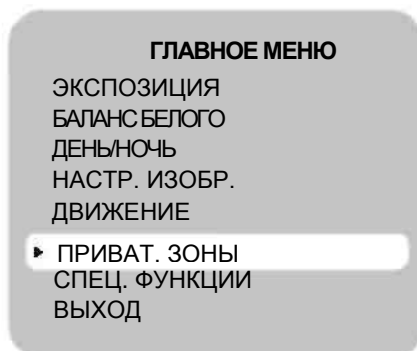 ГЛАВНОЕ МЕНЮ
ЭКСПОЗИЦИЯ
БАЛАНС БЕЛОГО
ДЕНЬ/НОЧЬ
НАСТР. ИЗОБР.
ДВИЖЕНИЕ
ПРИВАТ. ЗОНЫ
СПЕЦ. ФУНКЦИИ
ВЫХОД